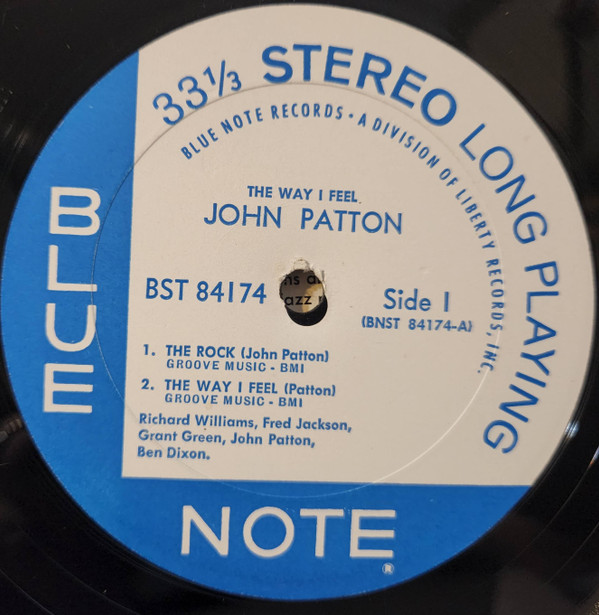 33⅓ STEREO LONG PLAYING
BLUE NOTE RECORDS • A DIVISION OF LIBERTY RECORDS, INC.
THE WAY I FEEL
JOHN PATTON
BST 84174
Side 1
(BNST 84174-A)
1. THE ROCK (John Patton)
GROOVE MUSIC - BMI
2. THE WAY I FEEL (Patton)
GROOVE MUSIC - BMI
Richard Williams, Fred Jackson,
Grant Green, John Patton,
Ben Dixon.
BLUE
NOTE
®